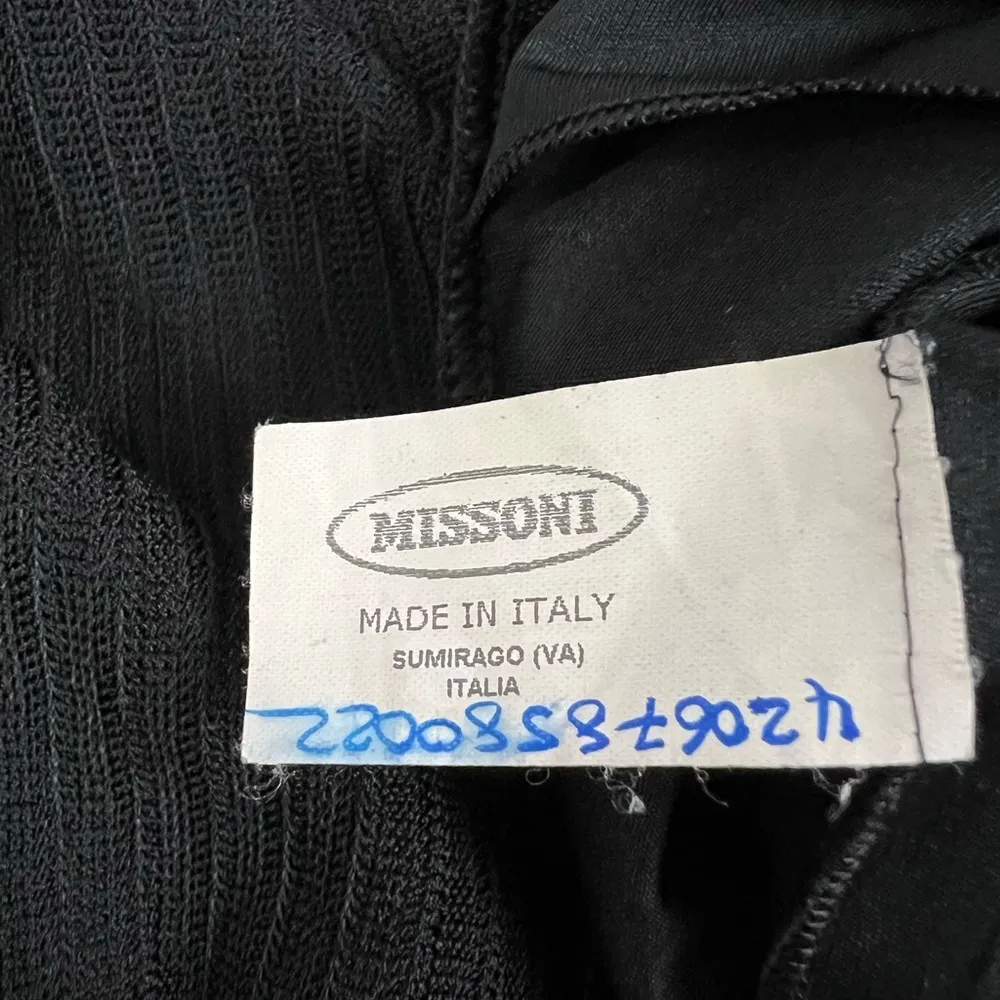 MISSONI
MADE IN ITALY
SUMIRAGO (VA)
ITALIA
420678580022